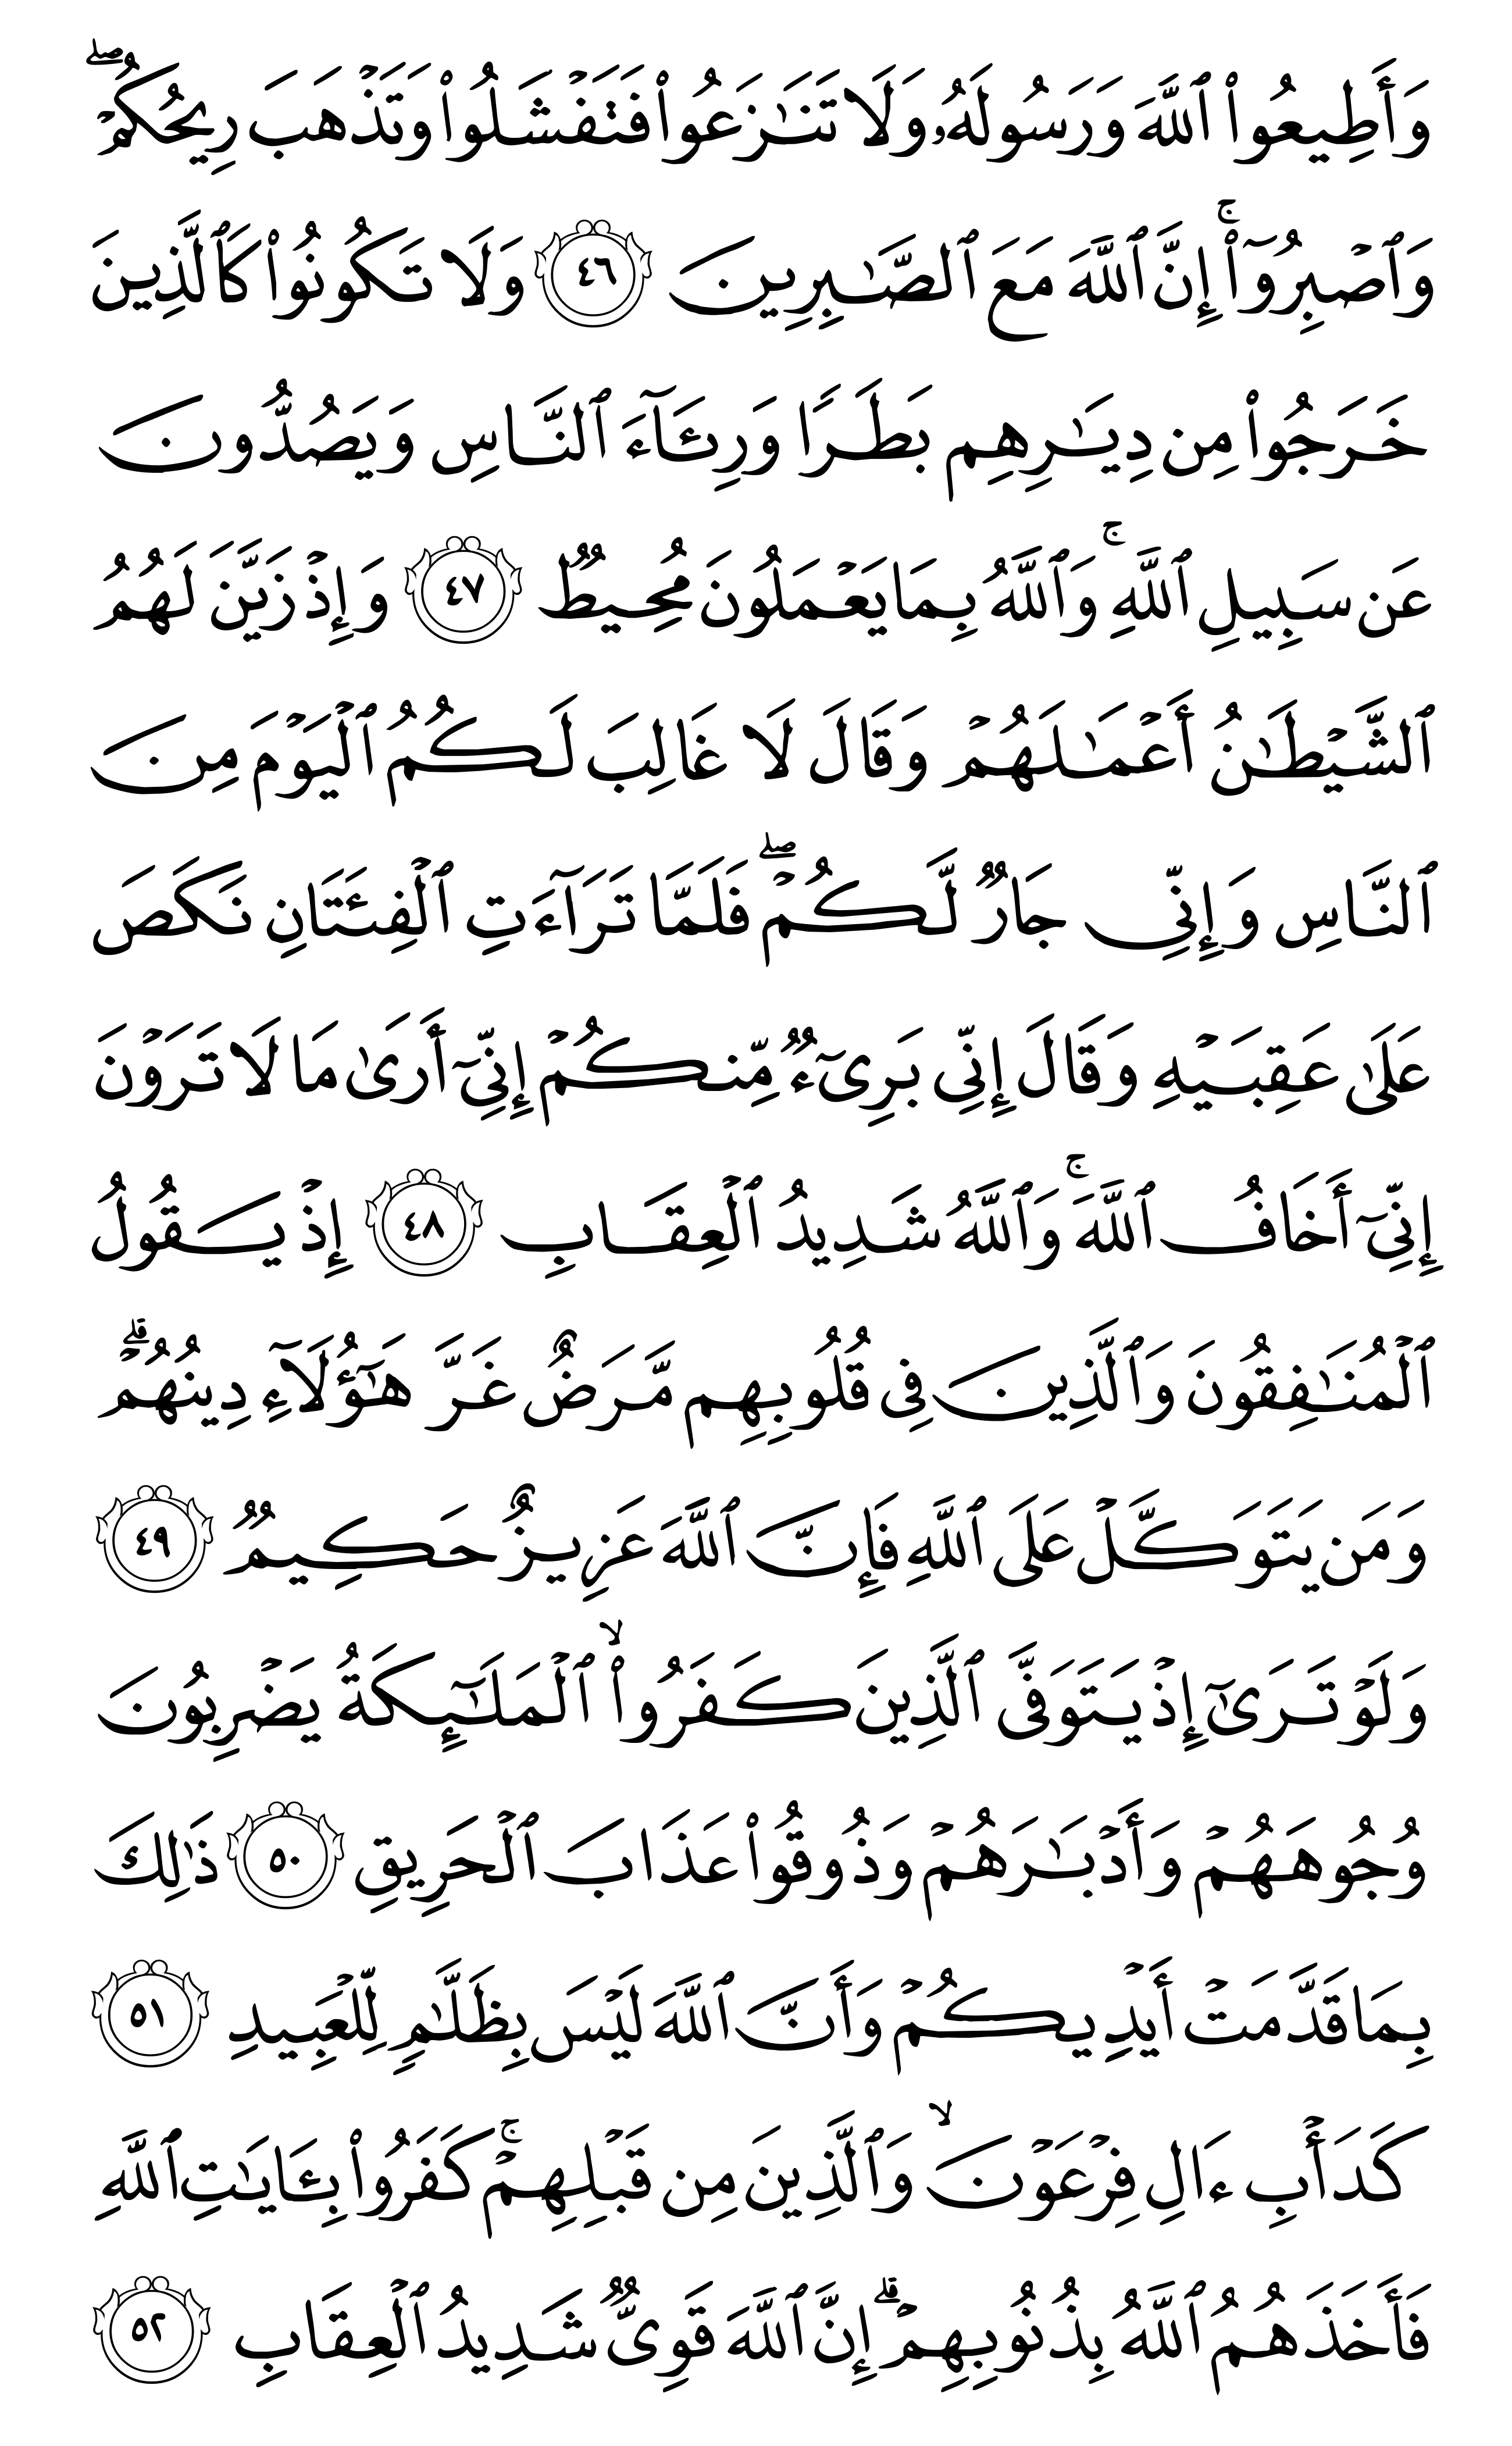 وَأَطِيعُوا۟ ٱللَّهَ وَرَسُولَهُۥ وَلَا تَنَـٰزَعُوا۟ فَتَفْشَلُوا۟ وَتَذْهَبَ رِيحُكُمْ ۖ
وَٱصْبِرُوٓا۟ ۚ إِنَّ ٱللَّهَ مَعَ ٱلصَّـٰبِرِينَ ٤٦ وَلَا تَكُونُوا۟ كَٱلَّذِينَ
خَرَجُوا۟ مِن دِيَـٰرِهِم بَطَرًا وَرِئَآءَ ٱلنَّاسِ وَيَصُدُّونَ
عَن سَبِيلِ ٱللَّهِ ۚ وَٱللَّهُ بِمَا يَعْمَلُونَ مُحِيطٌ ٤٧ وَإِذْ زَيَّنَ لَهُمُ
ٱلشَّيْطَـٰنُ أَعْمَـٰلَهُمْ وَقَالَ لَا غَالِبَ لَكُمُ ٱلْيَوْمَ مِنَ
ٱلنَّاسِ وَإِنِّى جَارٌ لَّكُمْ ۖ فَلَمَّا تَرَآءَتِ ٱلْفِئَتَانِ نَكَصَ
عَلَىٰ عَقِبَيْهِ وَقَالَ إِنِّى بَرِىٓءٌ مِّنكُمْ إِنِّىٓ أَرَىٰ مَا لَا تَرَوْنَ
إِنِّىٓ أَخَافُ ٱللَّهَ ۚ وَٱللَّهُ شَدِيدُ ٱلْعِقَابِ ٤٨ إِذْ يَقُولُ
ٱلْمُنَـٰفِقُونَ وَٱلَّذِينَ فِى قُلُوبِهِم مَّرَضٌ غَرَّ هَـٰٓؤُلَآءِ دِينُهُمْ ۗ
وَمَن يَتَوَكَّلْ عَلَى ٱللَّهِ فَإِنَّ ٱللَّهَ عَزِيزٌ حَكِيمٌ ٤٩
وَلَوْ تَرَىٰٓ إِذْ يَتَوَفَّى ٱلَّذِينَ كَفَرُوا۟ ۙ ٱلْمَلَـٰٓئِكَةُ يَضْرِبُونَ
وُجُوهَهُمْ وَأَدْبَـٰرَهُمْ وَذُوقُوا۟ عَذَابَ ٱلْحَرِيقِ ٥٠ ذَٰلِكَ
بِمَا قَدَّمَتْ أَيْدِيكُمْ وَأَنَّ ٱللَّهَ لَيْسَ بِظَلَّـٰمٍ لِّلْعَبِيدِ ٥١
كَدَأْبِ ءَالِ فِرْعَوْنَ ۙ وَٱلَّذِينَ مِن قَبْلِهِمْ ۚ كَفَرُوا۟ بِـَٔايَـٰتِ ٱللَّهِ
فَأَخَذَهُمُ ٱللَّهُ بِذُنُوبِهِمْ ۗ إِنَّ ٱللَّهَ قَوِىٌّ شَدِيدُ ٱلْعِقَابِ ٥٢